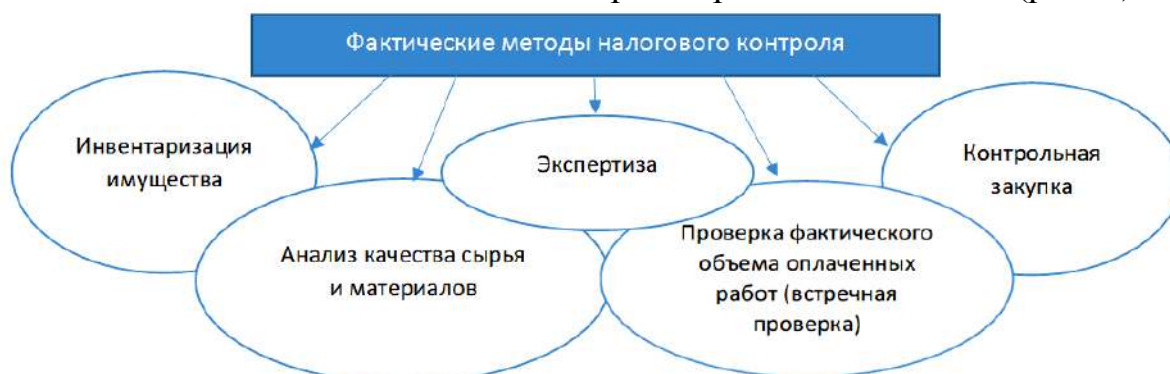 Фактические методы налогового контроля
Инвентаризация
имущества
Анализ качества сырья
и материалов
Экспертиза
Проверка фактического
объема оплаченных
работ (встречная
проверка)
Контрольная
закупка